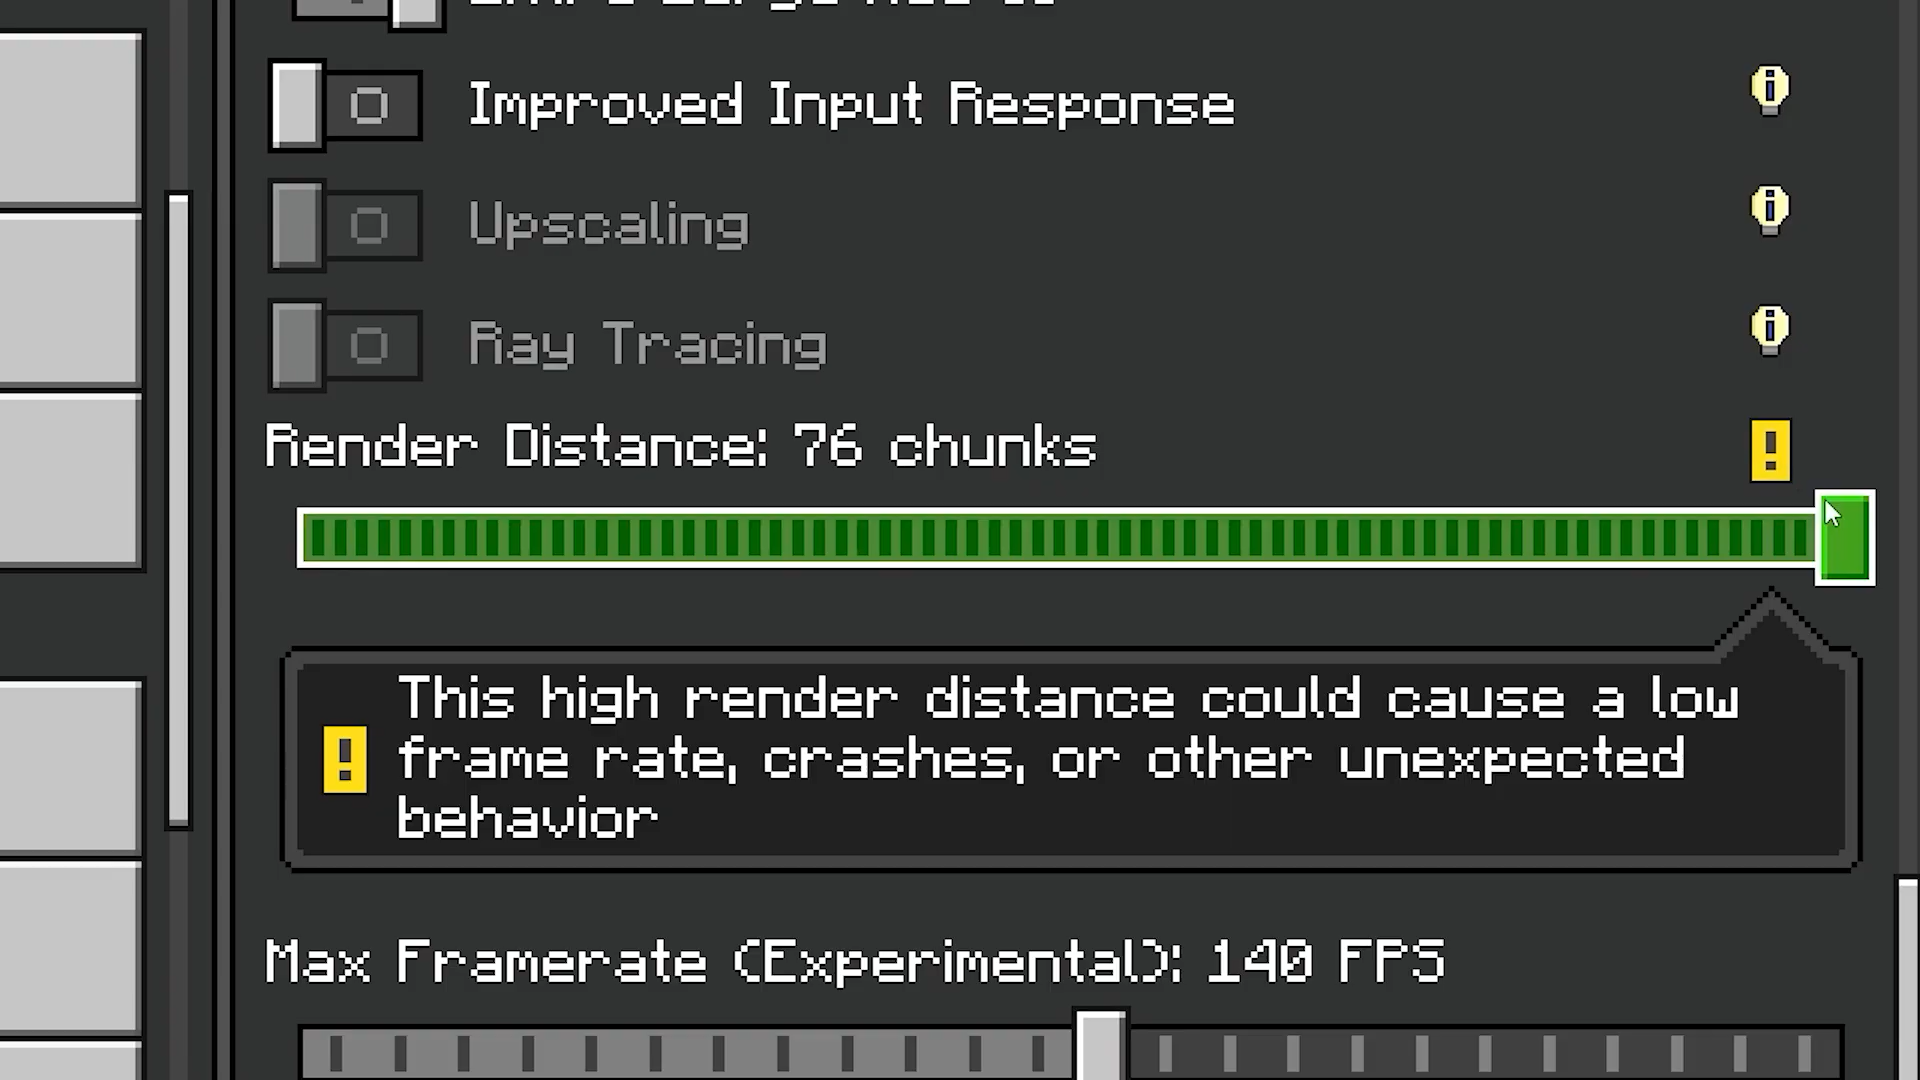 Improved Input Response
Upscaling
Ray Tracing
Render Distance: 76 chunks
This high render distance could cause a low
frame rate, crashes, or other unexpected
behavior
Max Framerate (Experimental): 140 FPS